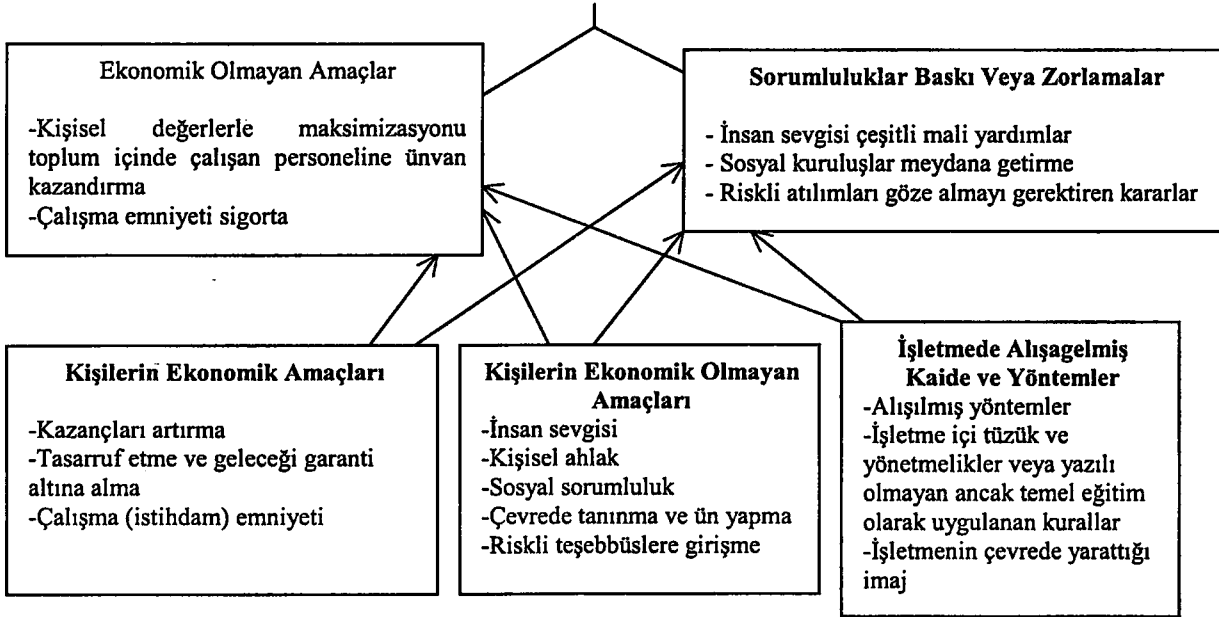 Ekonomik Olmayan Amaçlar
-Kişisel değerlerle maksimizasyonu
toplum içinde çalışan personeline ünvan
kazandırma
-Çalışma emniyeti sigorta
Sorumluluklar Baskı Veya Zorlamalar
- İnsan sevgisi çeşitli mali yardımlar
- Sosyal kuruluşlar meydana getirme
- Riskli atılımları göze almayı gerektiren kararlar
Kişilerin Ekonomik Amaçları
-Kazançları artırma
-Tasarruf etme ve geleceği garanti
altına alma
-Çalışma (istihdam) emniyeti
Kişilerin Ekonomik Olmayan
Amaçları
-İnsan sevgisi
-Kişisel ahlak
-Sosyal sorumluluk
-Çevrede tanınma ve ün yapma
-Riskli teşebbüslere girişme
İşletmede Alışagelmiş
Kaide ve Yöntemler
-Alışılmış yöntemler
-İşletme içi tüzük ve
yönetmelikler veya yazılı
olmayan ancak temel eğitim
olarak uygulanan kurallar
-İşletmenin çevrede yarattığı
imaj